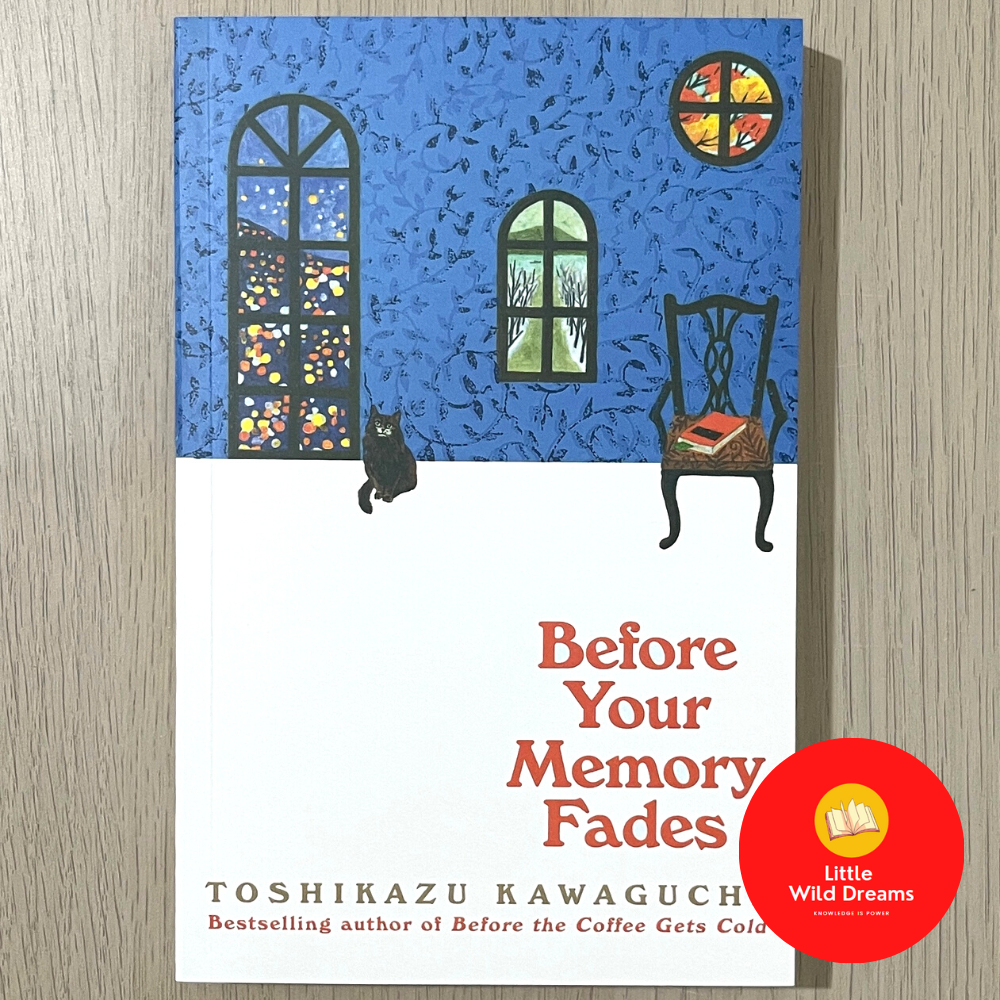 Before
Your
Memory
Fades
TOSHIKAZU KAWAGUCH
Bestselling author of Before the Coffee Gets Cold
Little
Wild Dreams
KNOWLEDGE IS POWER